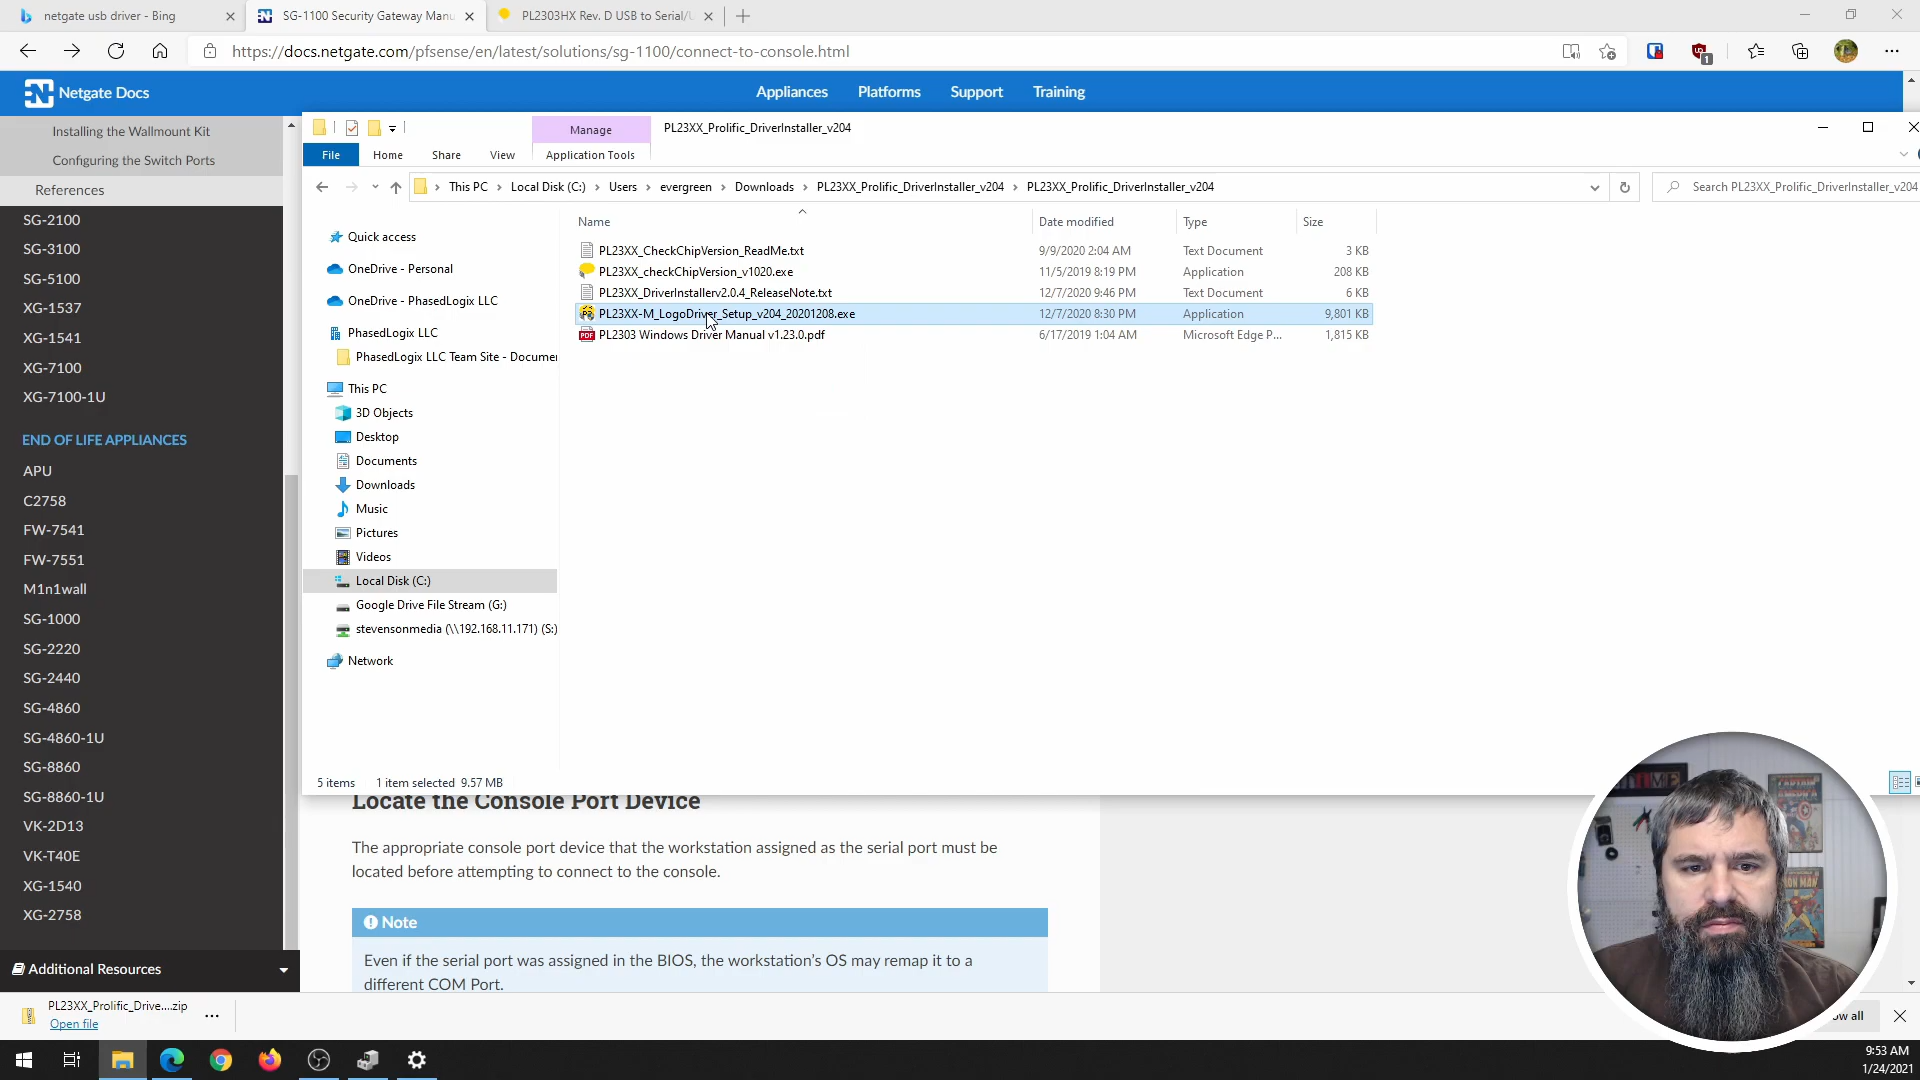 netgate usb driver - Bing
SG-1100 Security Gateway Manu
PL2303HX Rev. D USB to Serial/U
https://docs.netgate.com/pfsense/en/latest/solutions/sg-1100/connect-to-console.html
1
Netgate Docs
Appliances
Platforms
Support
Training
Installing the Wallmount Kit
Configuring the Switch Ports
References
SG-2100
SG-3100
SG-5100
XG-1537
XG-1541
XG-7100
XG-7100-1U
END OF LIFE APPLIANCES
APU
C2758
FW-7541
FW-7551
M1n1wall
SG-1000
SG-2220
SG-2440
SG-4860
SG-4860-1U
SG-8860
SG-8860-1U
VK-2D13
VK-T40E
XG-1540
XG-2758
Additional Resources
Manage
PL23XX_Prolific_DriverInstaller_v204
File
Home
Share
View
Application Tools
This PC
Local Disk (C:)
Users
evergreen
Downloads
PL23XX_Prolific_DriverInstaller_v204
PL23XX_Prolific_DriverInstaller_v204
Search PL23XX_Prolific_DriverInstaller_v204
Quick access
OneDrive - Personal
OneDrive - PhasedLogix LLC
PhasedLogix LLC
PhasedLogix LLC Team Site - Documen
This PC
3D Objects
Desktop
Documents
Downloads
Music
Pictures
Videos
Local Disk (C:)
Google Drive File Stream (G:)
stevensonmedia (\\192.168.11.171) (S:)
Network
Name
Date modified
Type
Size
PL23XX_CheckChipVersion_ReadMe.txt 9/9/2020 2:04 AM Text Document 3 KB
PL23XX_checkChipVersion_v1020.exe 11/5/2019 8:19 PM Application 208 KB
PL23XX_DriverInstallerv2.0.4_ReleaseNote.txt 12/7/2020 9:46 PM Text Document 6 KB
PL23XX-M_LogoDriver_Setup_v204_20201208.exe 12/7/2020 8:30 PM Application 9,801 KB
PL2303 Windows Driver Manual v1.23.0.pdf 6/17/2019 1:04 AM Microsoft Edge P... 1,815 KB
5 items
1 item selected 9.57 MB
Locate the Console Port Device
The appropriate console port device that the workstation assigned as the serial port must be
located before attempting to connect to the console.
Note
Even if the serial port was assigned in the BIOS, the workstation's OS may remap it to a
different COM Port.
PL23XX_Prolific_Drive....zip
Open file
ow all
9:53 AM
1/24/2021